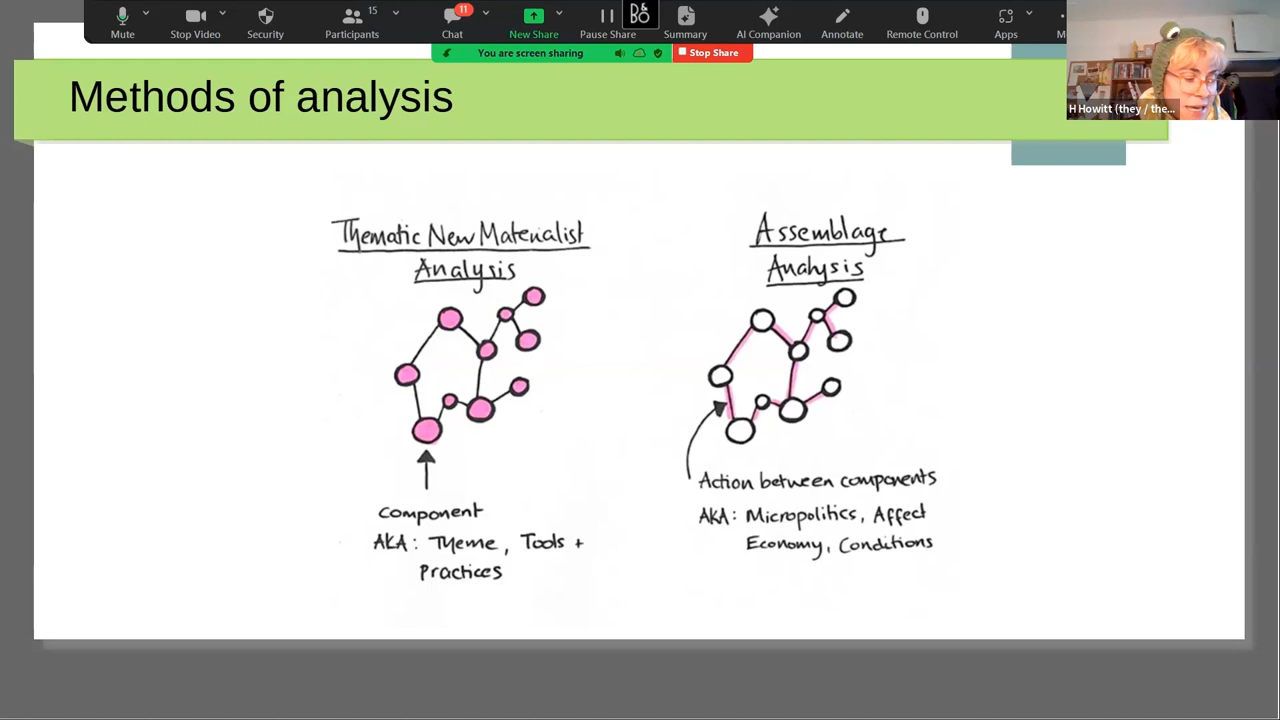 15
11
D&BO
Mute
Stop Video
Security
Participants
Chat
New Share
Pause Share
Summary
AI Companion
Annotate
Remote Control
Apps
You are screen sharing
Stop Share
H Howitt (they / the...
Methods of analysis
Thematic New Materialist
Analysis
Component
AKA: Theme, Tools +
Practices
Assemblage
Analysis
Action between components
AKA: Micropolitics, Affect
Economy, Conditions